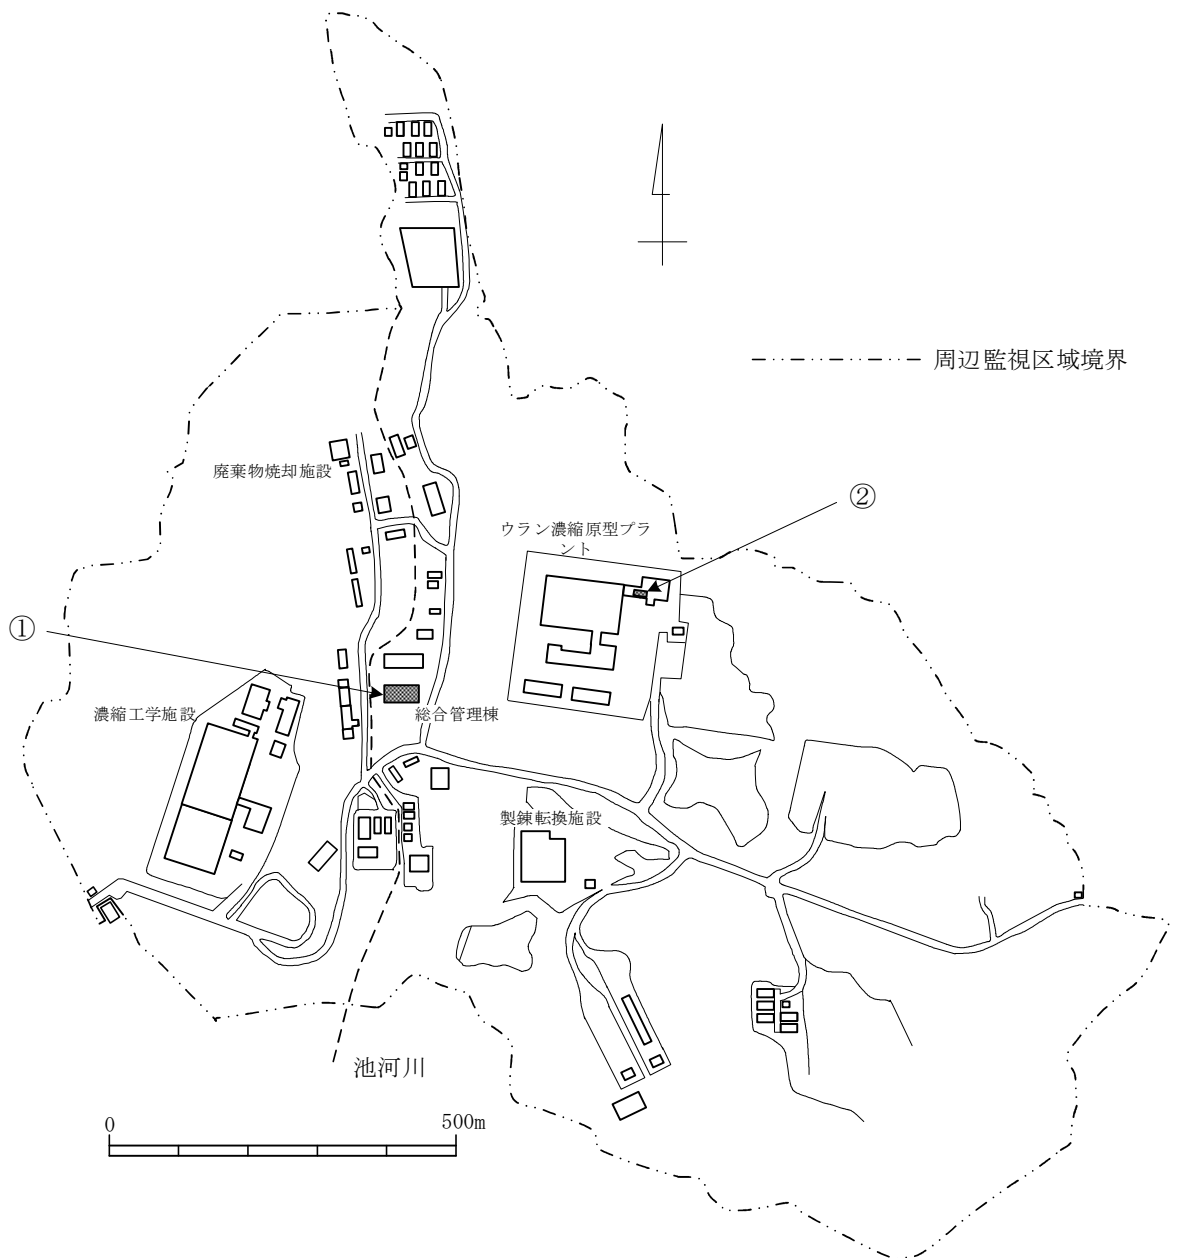 周辺監視区域境界
廃棄物焼却施設
②
ウラン濃縮原型プラ
ント
①
濃縮工学施設
総合管理棟
製錬転換施設
池河川
0
500m